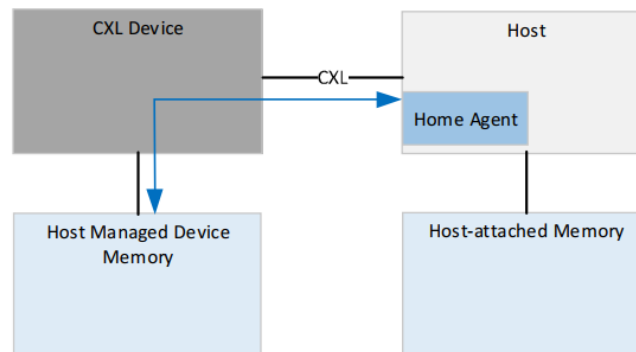 CXL Device
Host
CXL
Home Agent
Host Managed Device
Memory
Host-attached Memory